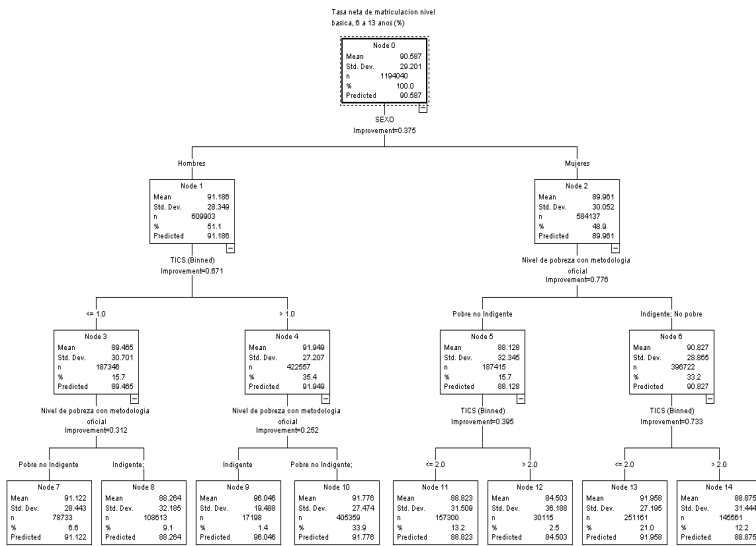 Tasa neta de matriculacion nivel
basica, 6 a 13 anos (%)
Node 0
Mean 90.587
Std. Dev. 29.201
n 1194040
% 100.0
Predicted 90.587
SEXO
Improvement=0.375
Hombres
Mujeres
Node 1
Mean 91.186
Std. Dev. 28.349
n 609903
% 51.1
Predicted 91.186
Node 2
Mean 89.961
Std. Dev. 30.052
n 584137
% 48.9
Predicted 89.961
TICS (Binned)
Improvement=0.671
Nivel de pobreza con metodologia
oficial
Improvement=0.776
<= 1.0
> 1.0
Pobre no Indigente
Indigente; No pobre
Node 3
Mean 89.465
Std. Dev. 30.701
n 187346
% 15.7
Predicted 89.465
Node 4
Mean 91.949
Std. Dev. 27.207
n 422557
% 35.4
Predicted 91.949
Node 5
Mean 88.128
Std. Dev. 32.346
n 187415
% 15.7
Predicted 88.128
Node 6
Mean 90.827
Std. Dev. 28.865
n 396722
% 33.2
Predicted 90.827
Nivel de pobreza con metodologia
oficial
Improvement=0.312
Nivel de pobreza con metodologia
oficial
Improvement=0.252
TICS (Binned)
Improvement=0.395
TICS (Binned)
Improvement=0.733
Pobre no Indigente
Indigente;
Indigente
Pobre no Indigente;
<= 2.0
> 2.0
<= 2.0
> 2.0
Node 7
Mean 91.122
Std. Dev. 28.443
n 78733
% 6.6
Predicted 91.122
Node 8
Mean 88.264
Std. Dev. 32.185
n 108613
% 9.1
Predicted 88.264
Node 9
Mean 96.046
Std. Dev. 19.488
n 17198
% 1.4
Predicted 96.046
Node 10
Mean 91.776
Std. Dev. 27.474
n 405359
% 33.9
Predicted 91.776
Node 11
Mean 88.823
Std. Dev. 31.509
n 157300
% 13.2
Predicted 88.823
Node 12
Mean 84.503
Std. Dev. 36.188
n 30115
% 2.5
Predicted 84.503
Node 13
Mean 91.958
Std. Dev. 27.195
n 251161
% 21.0
Predicted 91.958
Node 14
Mean 88.875
Std. Dev. 31.444
n 145561
% 12.2
Predicted 88.875